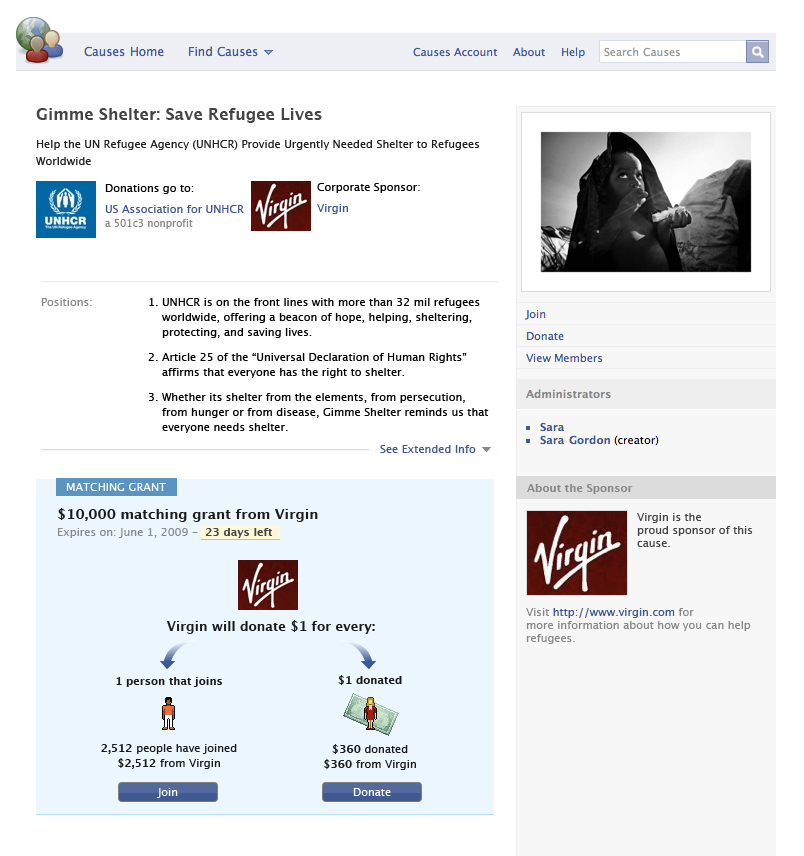 Causes Home
Find Causes
Causes Account
About
Help
Search Causes
Gimme Shelter: Save Refugee Lives
Help the UN Refugee Agency (UNHCR) Provide Urgently Needed Shelter to Refugees
Worldwide
UNHCR
The UN Refugee Agency
Donations go to:
US Association for UNHCR
a 501c3 nonprofit
Virgin
Corporate Sponsor:
Virgin
Positions:
1. UNHCR is on the front lines with more than 32 mil refugees
worldwide, offering a beacon of hope, helping, sheltering,
protecting, and saving lives.
2. Article 25 of the “Universal Declaration of Human Rights”
affirms that everyone has the right to shelter.
3. Whether its shelter from the elements, from persecution,
from hunger or from disease, Gimme Shelter reminds us that
everyone needs shelter.
See Extended Info
MATCHING GRANT
$10,000 matching grant from Virgin
Expires on: June 1, 2009 – 23 days left
Virgin
Virgin will donate $1 for every:
1 person that joins
2,512 people have joined
$2,512 from Virgin
Join
$1 donated
$360 donated
$360 from Virgin
Donate
Join
Donate
View Members
Administrators
Sara
Sara Gordon (creator)
About the Sponsor
Virgin
Virgin is the
proud sponsor of this
cause.
Visit http://www.virgin.com for
more information about how you can help
refugees.